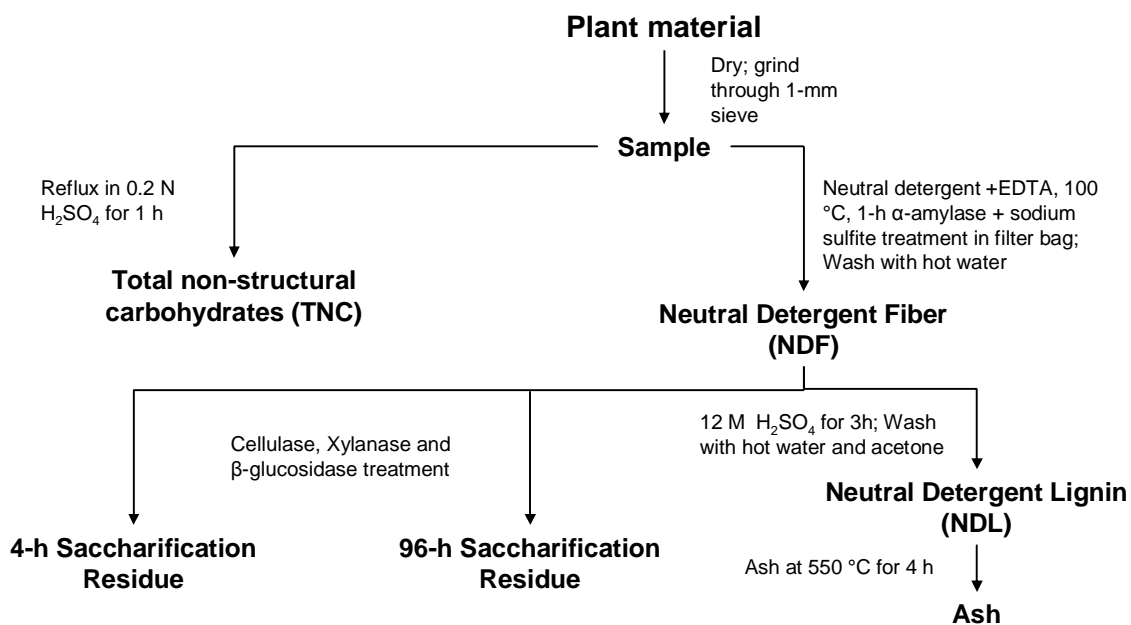 Plant material
Dry; grind
through 1-mm
sieve
Sample
Reflux in 0.2 N
H₂SO₄ for 1 h
Neutral detergent +EDTA, 100
°C, 1-h α-amylase + sodium
sulfite treatment in filter bag;
Wash with hot water
Total non-structural
carbohydrates (TNC)
Neutral Detergent Fiber
(NDF)
Cellulase, Xylanase and
β-glucosidase treatment
12 M H₂SO₄ for 3h; Wash
with hot water and acetone
4-h Saccharification
Residue
96-h Saccharification
Residue
Neutral Detergent Lignin
(NDL)
Ash at 550 °C for 4 h
Ash